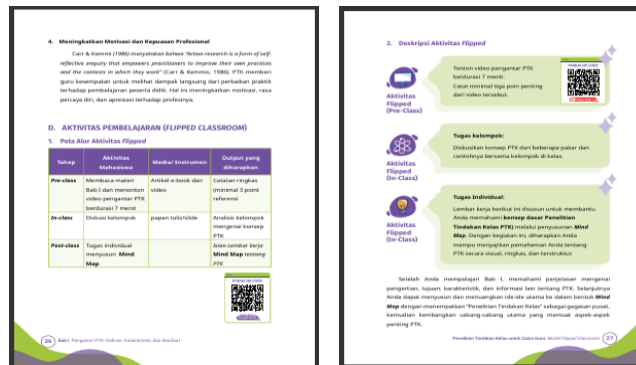 4. Meningkatkan Motivasi dan Kepuasan Profesional
Carr & Kemmi (1986) menyatakan bahwa "Action research is a form of self-
reflective enquiry that empowers practitioners to improve their own practices
and the contexts in which they work" (Carr & Kemmis, 1986). PTK memberi
guru kesempatan untuk melihat dampak langsung dari perbaikan praktik
terhadap pembelajaran peserta didik. Hal ini meningkatkan motivasi, rasa
percaya diri, dan apresiasi terhadap profesinya.
D. AKTIVITAS PEMBELAJARAN (FLIPPED CLASSROOM)
1. Peta Alur Aktivitas Flipped
Tahap Aktivitas Mahasiswa Media/ Instrumen Output yang diharapkan
Pre-class Membaca materi Artikel e-book dan Catatan ringkas
Bab I dan menonton video (minimal 3 point
video pengantar PTK referensi
berdurasi 7 menit
In-class Diskusi kelompok papan tulis/slide Analisis kelompok
mengenai konsep
PTK
Post-class Tugas individual Isian Lembar Kerja
menyusun Mind Mind Map tentang
Map PTK
26 Bab I Pengantar PTK: Definisi, Karakteristik, dan Manfaat
2. Deskripsi Aktivitas Flipped
Aktivitas
Flipped
(Pre-Class)
Tonton video pengantar PTK
berdurasi 7 menit.
Catat minimal tiga poin penting
dari video tersebut.
Aktivitas
Flipped
(In-Class)
Tugas kelompok:
Diskusikan konsep PTK dari beberapa pakar dan
contohnya bersama kelompok di kelas.
Aktivitas
Flipped
(In-Class)
Tugas Individual:
Lembar kerja berikut ini disusun untuk membantu
Anda memahami konsep dasar Penelitian
Tindakan Kelas PTK) melalui penyusunan Mind
Map. Dengan kegiatan ini, diharapkan Anda
mampu menyajikan pemahaman Anda tentang
PTK secara visual, ringkas, dan terstruktur
Setelah Anda mempelajari Bab I, memahami penjelasan mengenai
pengertian, tujuan, karakteristik, dan informasi lain tentang PTK. Selanjutnya
Anda dapat menyusun dan menuangkan ide-ide utama ke dalam bentuk Mind
Map dengan menempatkan "Penelitian Tindakan Kelas" sebagai gagasan pusat,
kemudian kembangkan cabang-cabang utama yang memuat aspek-aspek
penting PTK.
Penelitian Tindakan Kelas untuk Calon Guru: Model Flipped Classroom 27